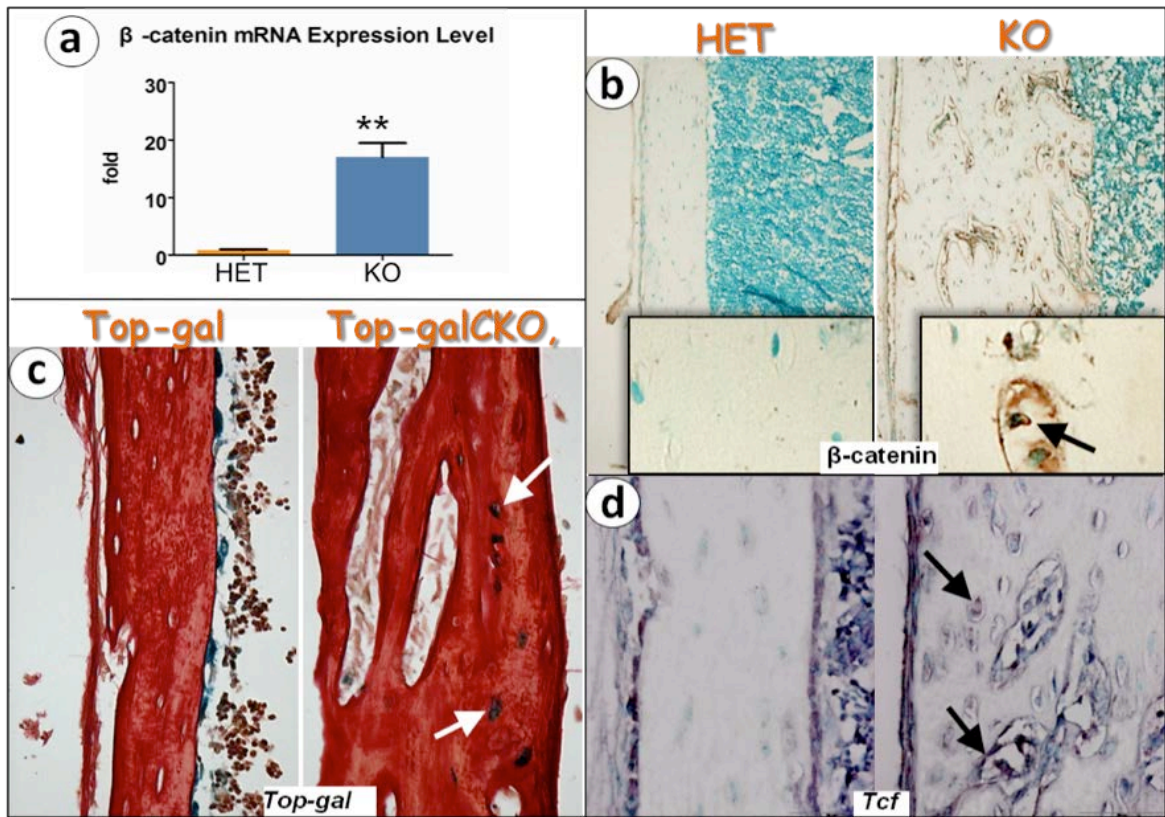 a
β -catenin mRNA Expression Level
30
20
10
0
fold
**
HET
KO
HET
KO
b
β-catenin
Top-gal
Top-galCKO,
c
Top-gal
d
Tcf